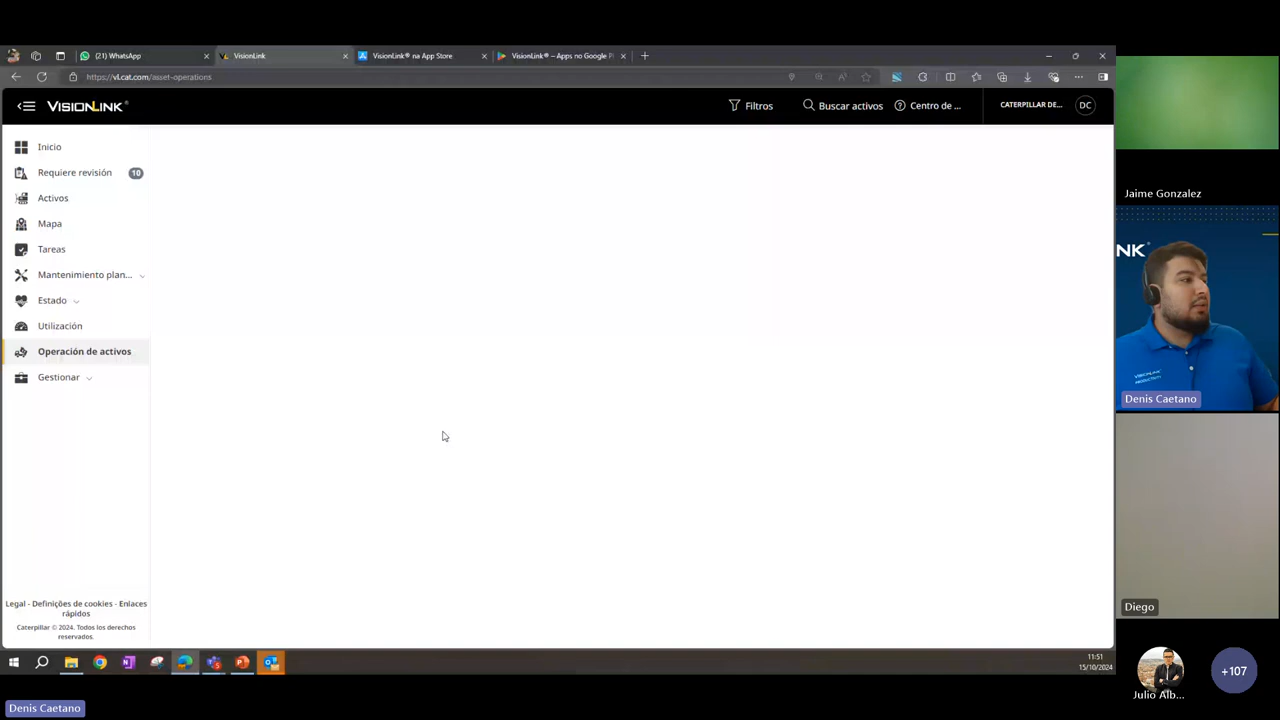 (21) WhatsApp
VisionLink
VisionLink® na App Store
VisionLink® – Apps no Google Pl
https://vl.cat.com/asset-operations
VISIONLINK®
Filtros
Buscar activos
Centro de ...
CATERPILLAR DE...
DC
Inicio
Requiere revisión
10
Activos
Mapa
Tareas
Mantenimiento plan...
Estado
Utilización
Operación de activos
Gestionar
Legal - Definições de cookies - Enlaces
rápidos
Caterpillar © 2024. Todos los derechos
reservados.
11:51
15/10/2024
Denis Caetano
Jaime Gonzalez
NK®
VISIONLINK
PRODUCTIVITY
Denis Caetano
Diego
Julio Alb...
+107